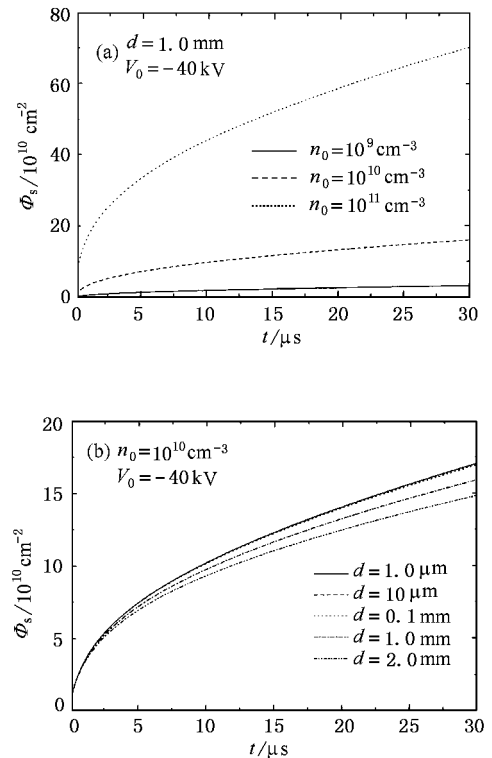 80
(a) d=1.0 mm
V₀=−40 kV
60
40
20
0
Φₛ/10¹⁰ cm⁻²
n₀=10⁹ cm⁻³
n₀=10¹⁰ cm⁻³
n₀=10¹¹ cm⁻³
0 5 10 15 20 25 30
t/μs
20
(b) n₀=10¹⁰ cm⁻³
V₀=−40 kV
15
10
5
0
Φₛ/10¹⁰ cm⁻²
d=1.0 μm
d=10 μm
d=0.1 mm
d=1.0 mm
d=2.0 mm
0 5 10 15 20 25 30
t/μs